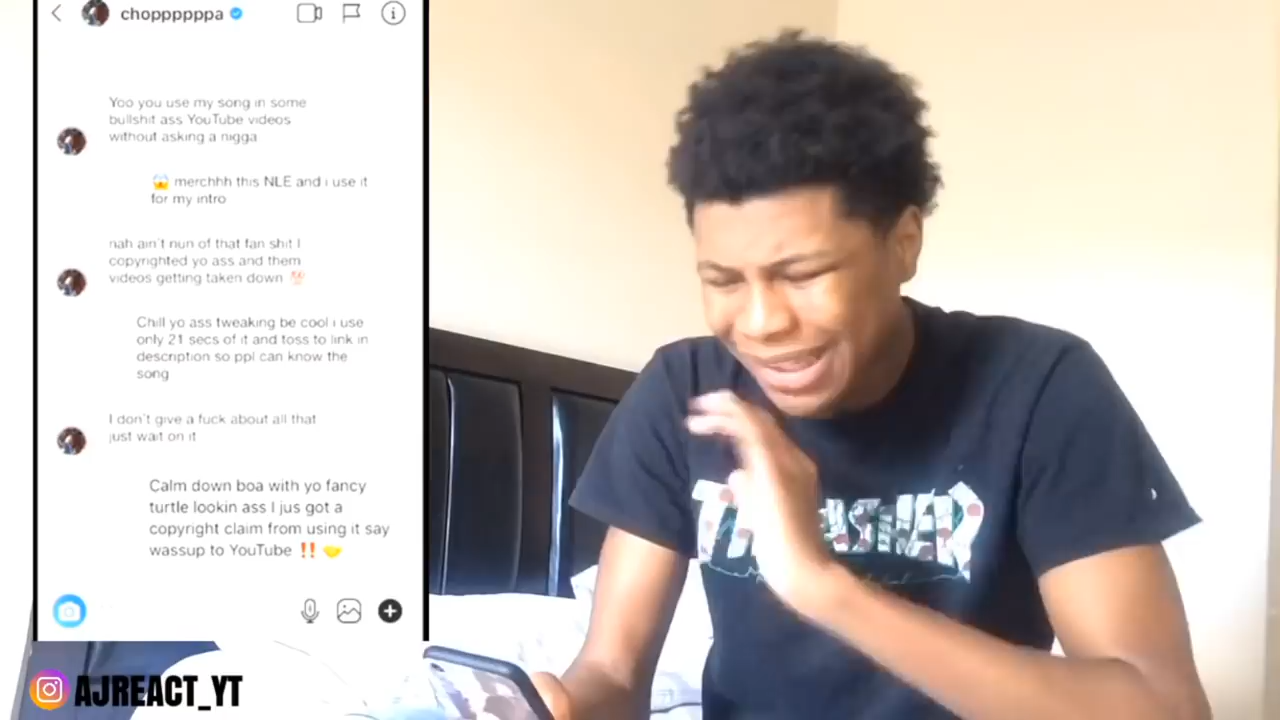 choppppppa
Yoo you use my song in some
bullshit ass YouTube videos
without asking a nigga
😱 merchhh this NLE and i use it
for my intro
nah ain't nun of that fan shit I
copyrighted yo ass and them
videos getting taken down 💯
Chill yo ass tweaking be cool i use
only 21 secs of it and toss to link in
description so ppl can know the
song
I don't give a fuck about all that
just wait on it
Calm down boa with yo fancy
turtle lookin ass I jus got a
copyright claim from using it say
wassup to YouTube ‼️ 🤝
AJREACT_YT